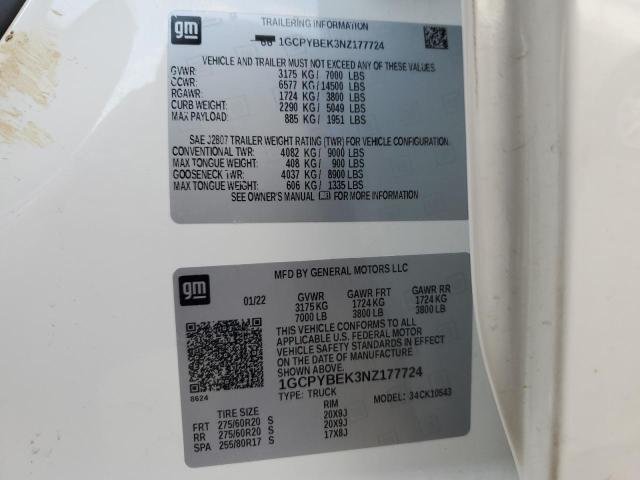 gm
TRAILERING INFORMATION
1GCPYBEK3NZ177724
VEHICLE AND TRAILER MUST NOT EXCEED ANY OF THESE VALUES
GVWR: 3175 KG/ 7000 LBS
GCWR: 6577 KG/14500 LBS
RGAWR: 1724 KG/ 3800 LBS
CURB WEIGHT: 2290 KG/ 5049 LBS
MAX PAYLOAD: 885 KG/ 1951 LBS
SAE J2807 TRAILER WEIGHT RATING (TWR) FOR VEHICLE CONFIGURATION.
CONVENTIONAL TWR: 4082 KG/ 9000 LBS
MAX TONGUE WEIGHT: 408 KG/ 900 LBS
GOOSENECK TWR: 4037 KG/ 8900 LBS
MAX TONGUE WEIGHT: 606 KG/ 1335 LBS
SEE OWNER'S MANUAL FOR MORE INFORMATION
gm
MFD BY GENERAL MOTORS LLC
01/22 GVWR GAWR FRT GAWR RR
3175 KG 1724 KG 1724 KG
7000 LB 3800 LB 3800 LB
THIS VEHICLE CONFORMS TO ALL
APPLICABLE U.S. FEDERAL MOTOR
VEHICLE SAFETY STANDARDS IN EFFECT ON
THE DATE OF MANUFACTURE
1GCPYBEK3NZ177724
8624 TYPE: TRUCK MODEL: 34CK10543
TIRE SIZE RIM
FRT 275/60R20 S 20X9J
RR 275/60R20 S 20X9J
SPA 255/80R17 S 17X8J